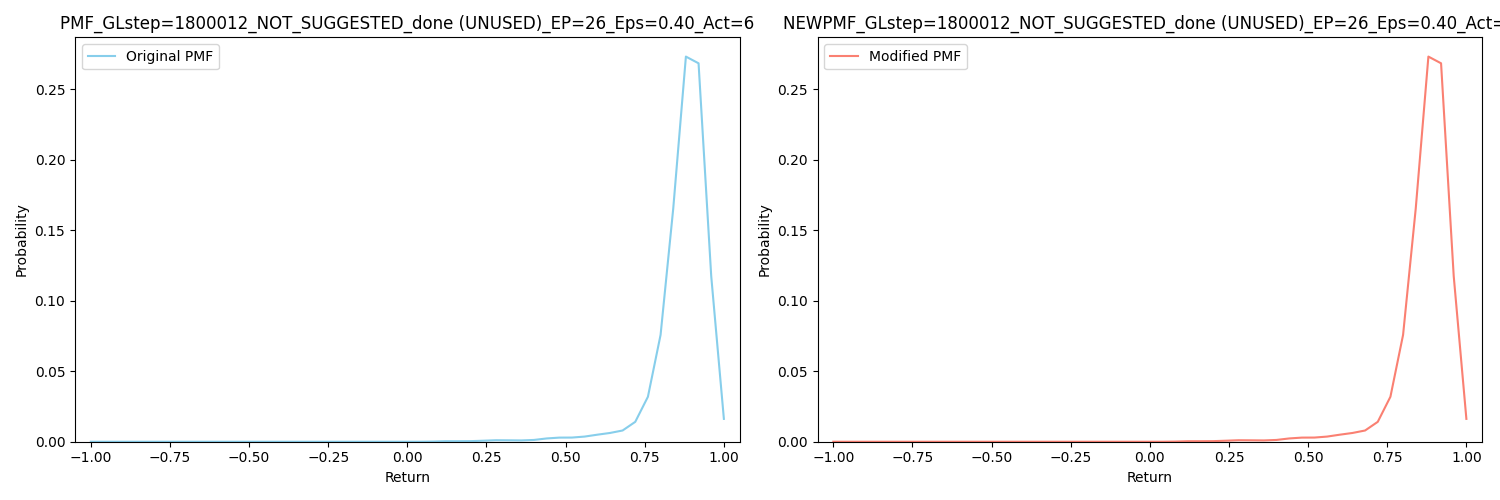 PMF_GLstep=1800012_NOT_SUGGESTED_done (UNUSED)_EP=26_Eps=0.40_Act=6
Original PMF
Probability
0.25
0.20
0.15
0.10
0.05
0.00
−1.00 −0.75 −0.50 −0.25 0.00 0.25 0.50 0.75 1.00
Return
NEWPMF_GLstep=1800012_NOT_SUGGESTED_done (UNUSED)_EP=26_Eps=0.40_Act=
Modified PMF
Probability
0.25
0.20
0.15
0.10
0.05
0.00
−1.00 −0.75 −0.50 −0.25 0.00 0.25 0.50 0.75 1.00
Return